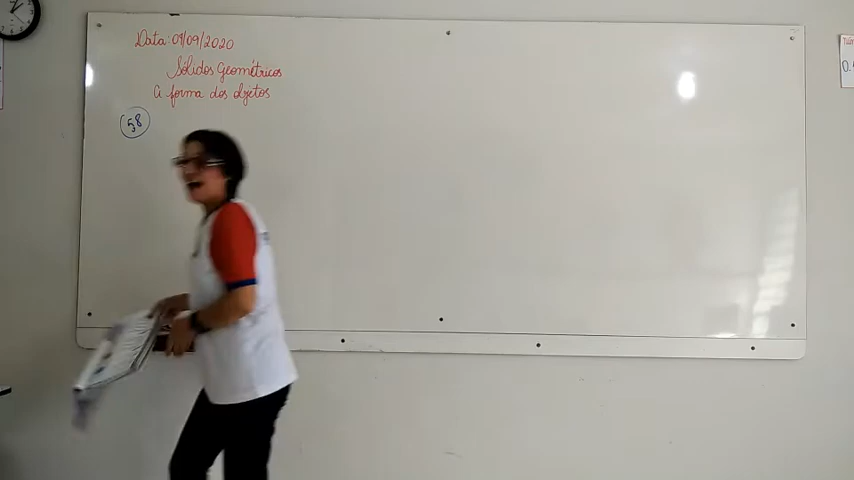 Data: 09/09/2020
Sólidos Geométricos
A forma dos objetos
58